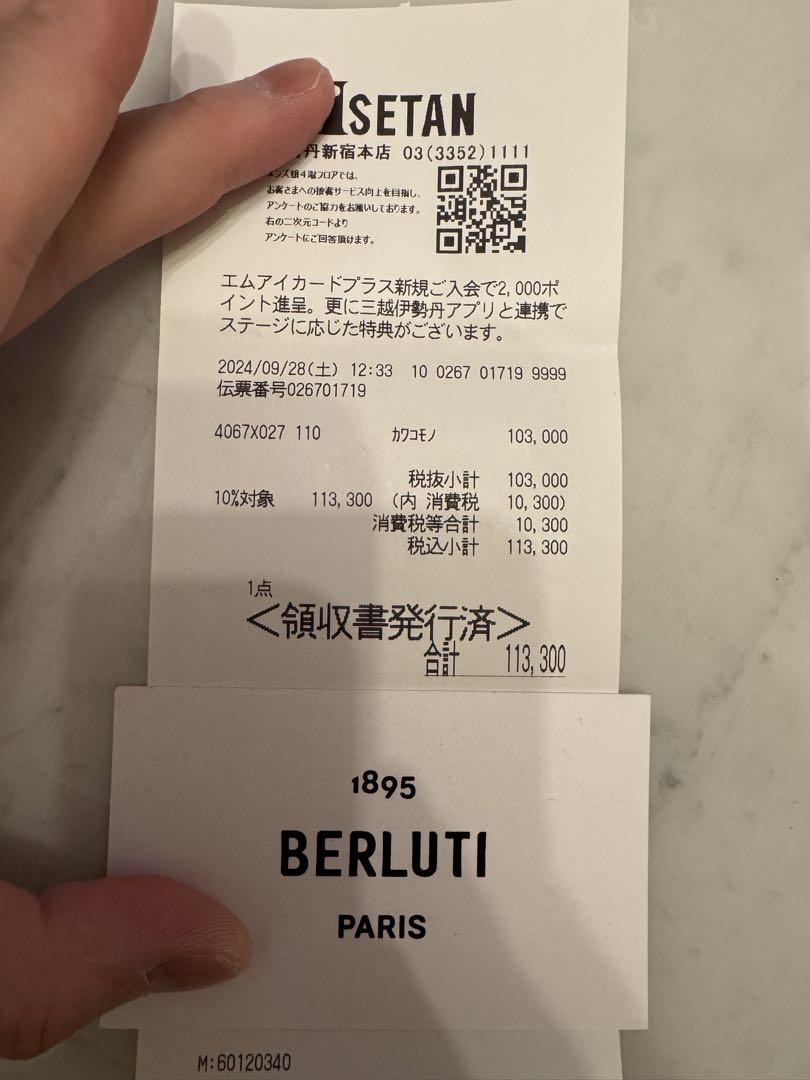 ISETAN
丹新宿本店 03(3352)1111
メンズ館4階フロアでは、
お客さまへの接客サービス向上を目指し、
アンケートのご協力をお願いしております。
右の二次元コードより
アンケートにご回答頂けます。
エムアイカードプラス新規ご入会で2,000ポ
イント進呈。更に三越伊勢丹アプリと連携で
ステージに応じた特典がございます。
2024/09/28(土) 12:33 10 0267 01719 9999
伝票番号026701719
4067X027 110 カワコモノ 103,000
税抜小計 103,000
10%対象 113,300 (内 消費税 10,300)
消費税等合計 10,300
税込小計 113,300
1点
<領収書発行済>
合計 113,300
1895
BERLUTI
PARIS
M:60120340